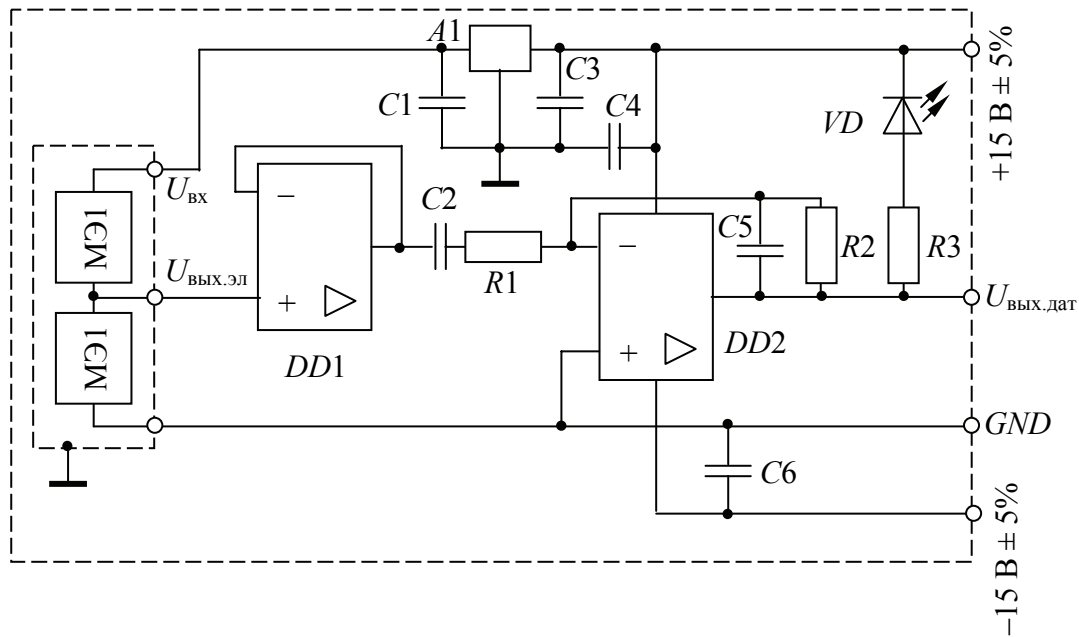 A1
+15 В ± 5%
C3
C1
C4
VD
Uвх
−
C2
МЭ1
−
C5
R2
R3
Uвых.эл
R1
+
+
Uвых.дат
МЭ1
DD2
DD1
GND
C6
−15 В ± 5%